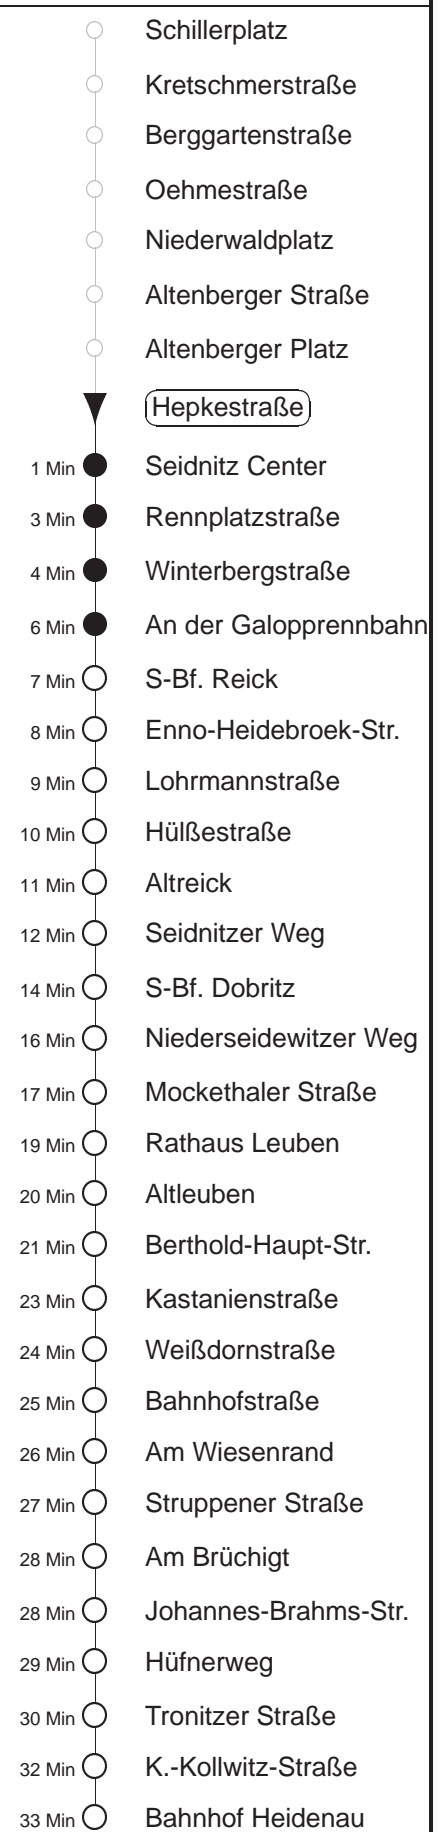 Schillerplatz
Kretschmerstraße
Berggartenstraße
Oehmestraße
Niederwaldplatz
Altenberger Straße
Altenberger Platz
Hepkestraße
1 Min Seidnitz Center
3 Min Rennplatzstraße
4 Min Winterbergstraße
6 Min An der Galopprennbahn
7 Min S-Bf. Reick
8 Min Enno-Heidebroek-Str.
9 Min Lohrmannstraße
10 Min Hülßestraße
11 Min Altreick
12 Min Seidnitzer Weg
14 Min S-Bf. Dobritz
16 Min Niederseidewitzer Weg
17 Min Mockethaler Straße
19 Min Rathaus Leuben
20 Min Altleuben
21 Min Berthold-Haupt-Str.
23 Min Kastanienstraße
24 Min Weißdornstraße
25 Min Bahnhofstraße
26 Min Am Wiesenrand
27 Min Struppener Straße
28 Min Am Brüchigt
28 Min Johannes-Brahms-Str.
29 Min Hüfnerweg
30 Min Tronitzer Straße
32 Min K.-Kollwitz-Straße
33 Min Bahnhof Heidenau